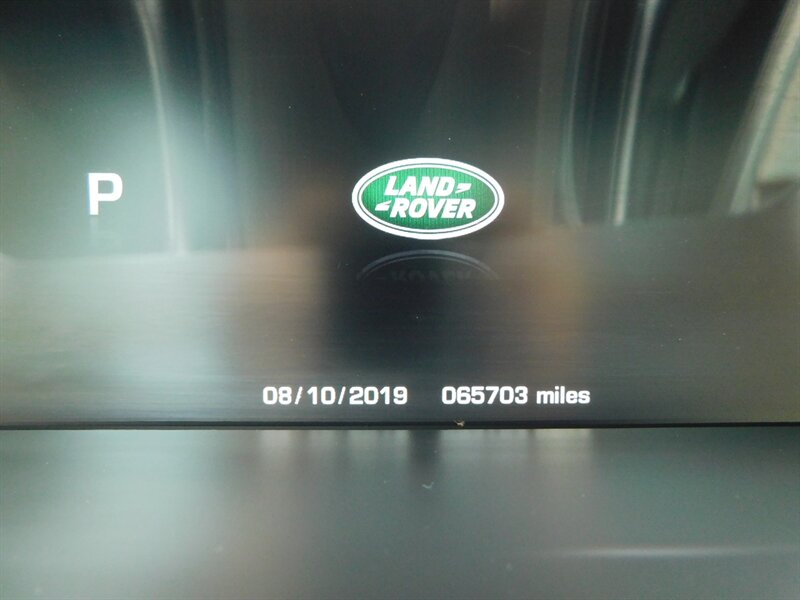 P
LAND
ROVER
08/10/2019 065703 miles